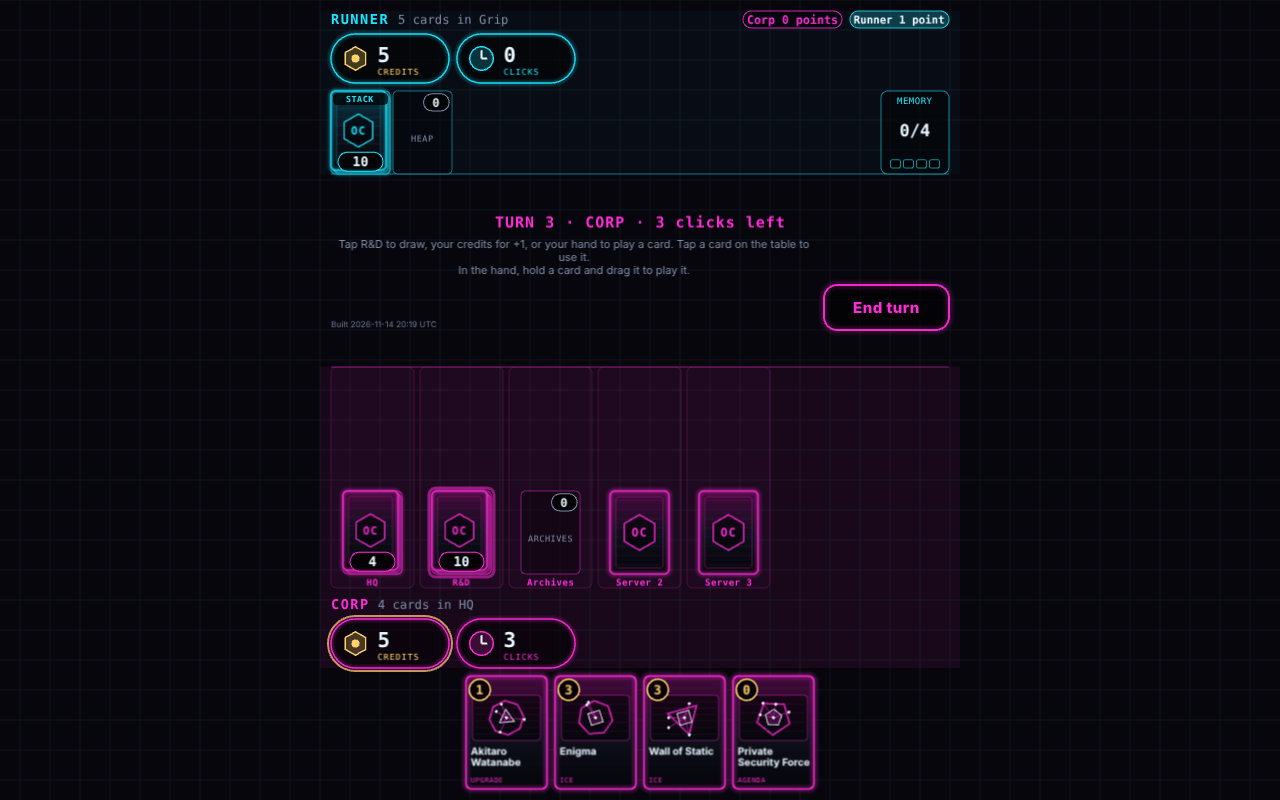 RUNNER 5 cards in Grip
Corp 0 points
Runner 1 point
5
CREDITS
0
CLICKS
STACK
OC
10
0
HEAP
MEMORY
0/4
TURN 3 · CORP · 3 clicks left
Tap R&D to draw, your credits for +1, or your hand to play a card. Tap a card on the table to
use it.
In the hand, hold a card and drag it to play it.
End turn
Built 2026-11-14 20:19 UTC
OC
4
HQ
OC
10
R&D
0
ARCHIVES
Archives
OC
Server 2
OC
Server 3
CORP 4 cards in HQ
5
CREDITS
3
CLICKS
1
Akitaro
Watanabe
UPGRADE
3
Enigma
ICE
3
Wall of Static
ICE
0
Private
Security Force
AGENDA